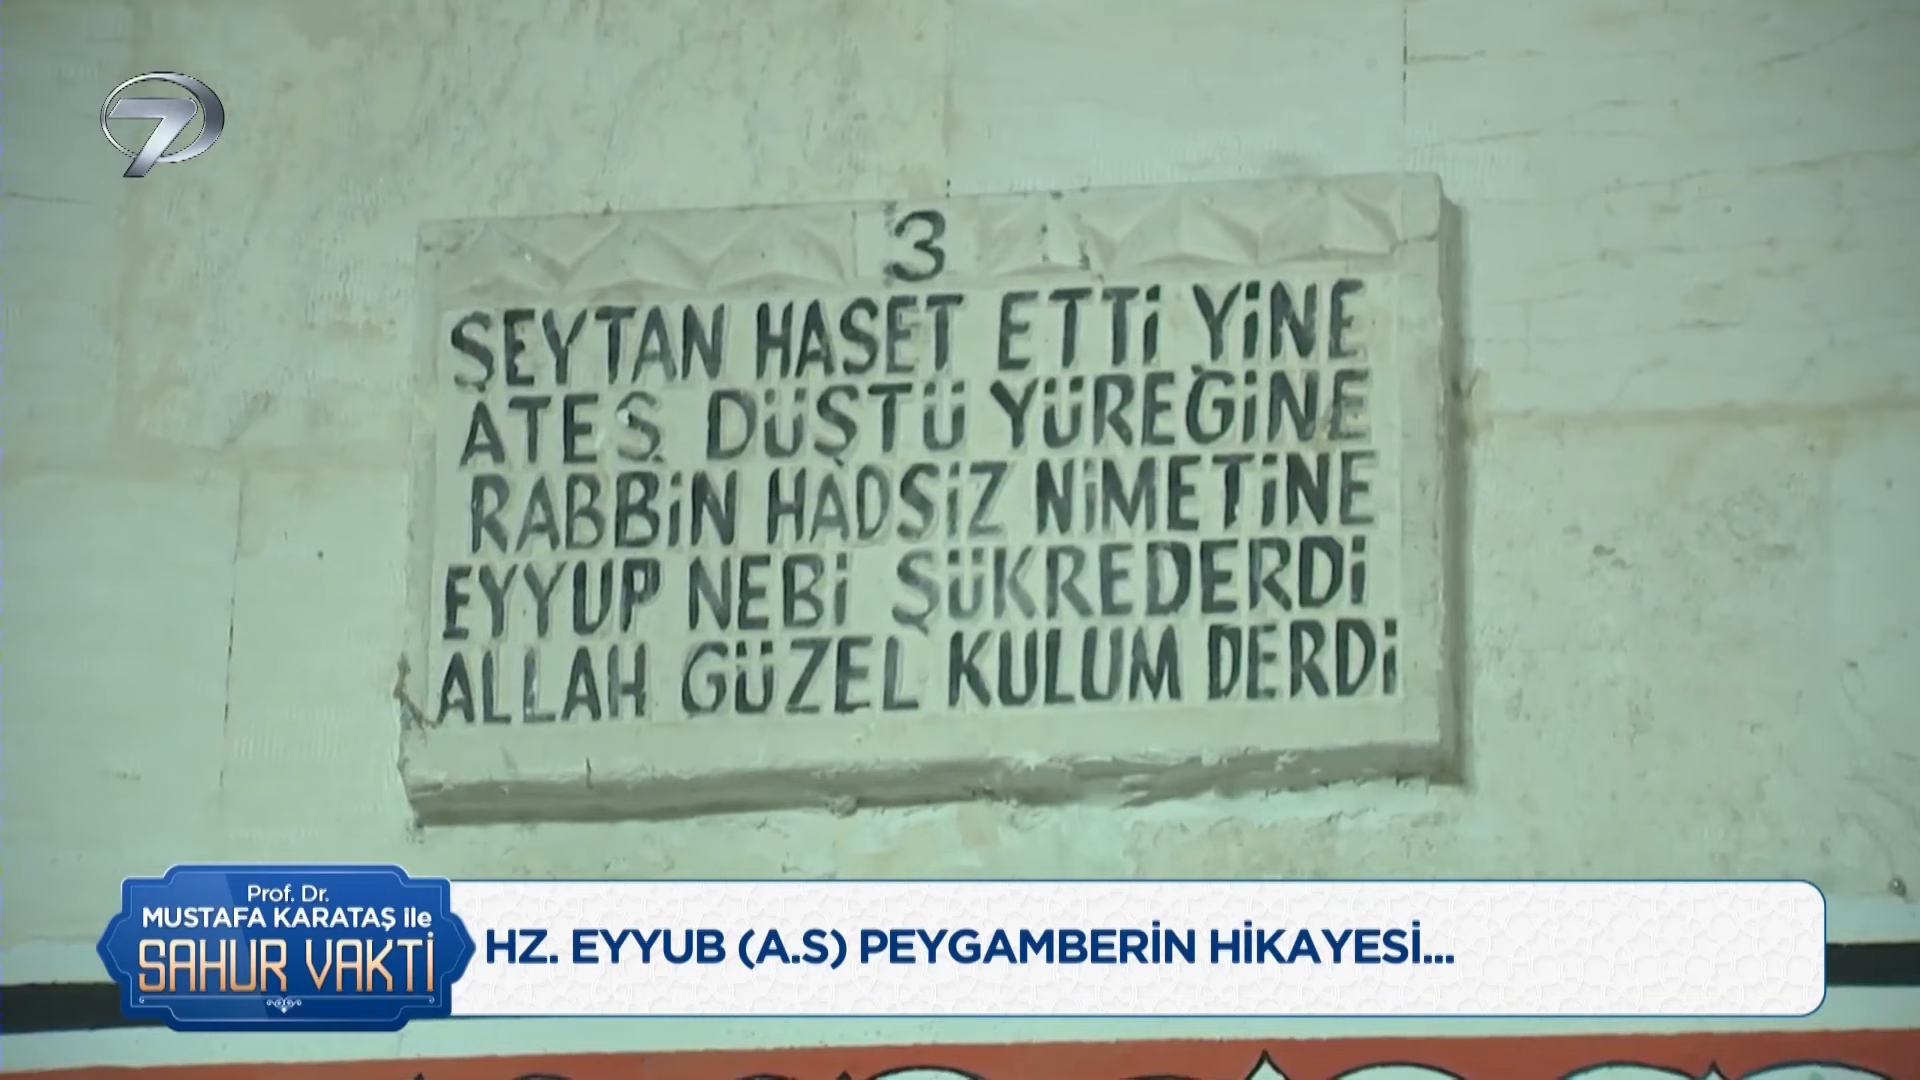 7
3
ŞEYTAN HASET ETTİ YİNE
ATEŞ DÜŞTÜ YÜREĞİNE
RABBİN HADSİZ NİMETİNE
EYYUP NEBİ ŞÜKREDERDİ
ALLAH GÜZEL KULUM DERDİ
Prof. Dr.
MUSTAFA KARATAŞ ile
SAHUR VAKTİ
HZ. EYYUB (A.S) PEYGAMBERİN HİKAYESİ...